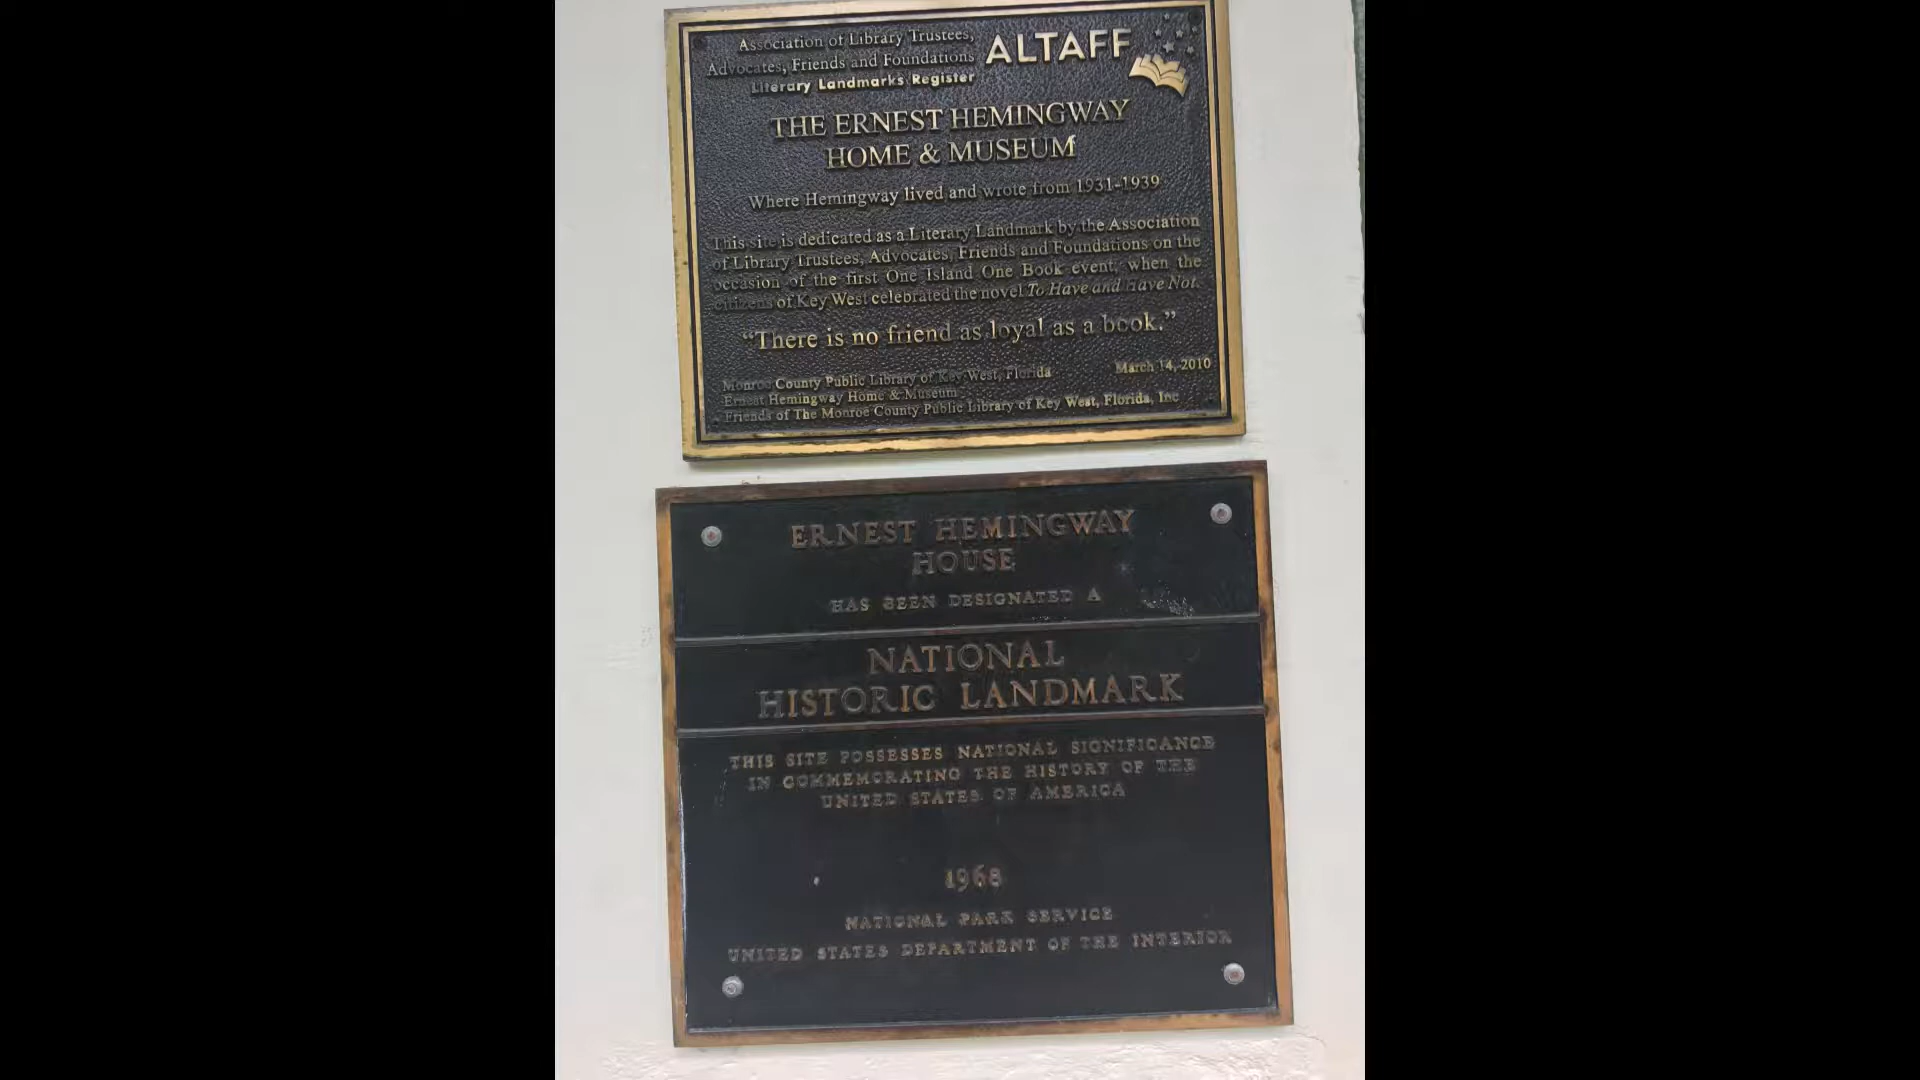 Association of Library Trustees,
Advocates, Friends and Foundations
Literary Landmarks Register
ALTAFF
THE ERNEST HEMINGWAY
HOME & MUSEUM
Where Hemingway lived and wrote from 1931-1939
This site is dedicated as a Literary Landmark by the Association
of Library Trustees, Advocates, Friends and Foundations on the
occasion of the first One Island One Book event, when the
citizens of Key West celebrated the novel To Have and Have Not.
“There is no friend as loyal as a book.”
March 14, 2010
Monroe County Public Library of Key West, Florida
Ernest Hemingway Home & Museum
Friends of The Monroe County Public Library of Key West, Florida, Inc
ERNEST HEMINGWAY
HOUSE
HAS BEEN DESIGNATED A
NATIONAL
HISTORIC LANDMARK
THIS SITE POSSESSES NATIONAL SIGNIFICANCE
IN COMMEMORATING THE HISTORY OF THE
UNITED STATES OF AMERICA
1968
NATIONAL PARK SERVICE
UNITED STATES DEPARTMENT OF THE INTERIOR